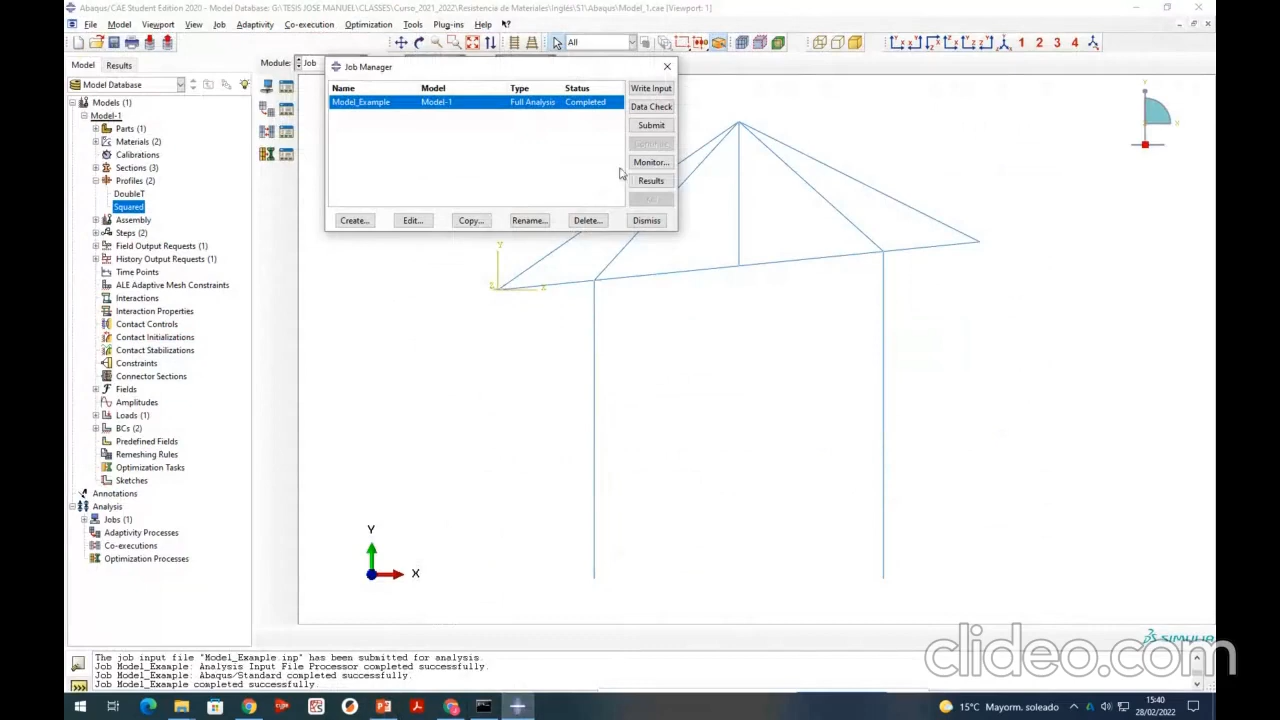 Abaqus/CAE Student Edition 2020 - Model Database: G:\TESIS JOSE MANUEL\CLASSES\Curso_2021_2022\Resistencia de Materiales\Inglés\S1\Abaqus\Model_1.cae [Viewport: 1]
File Model Viewport View Job Adaptivity Co-execution Optimization Tools Plug-ins Help
All
1 2 3 4
Model Results Module: Job
Job Manager
Model Database
Name Model Type Status
Model_Example Model-1 Full Analysis Completed
Write Input
Data Check
Submit
Continue
Monitor...
Results
Kill
Create... Edit... Copy... Rename... Delete... Dismiss
Models (1)
Model-1
Parts (1)
Materials (2)
Calibrations
Sections (3)
Profiles (2)
DoubleT
Squared
Assembly
Steps (2)
Field Output Requests (1)
History Output Requests (1)
Time Points
ALE Adaptive Mesh Constraints
Interactions
Interaction Properties
Contact Controls
Contact Initializations
Contact Stabilizations
Constraints
Connector Sections
Fields
Amplitudes
Loads (1)
BCs (2)
Predefined Fields
Remeshing Rules
Optimization Tasks
Sketches
Annotations
Analysis
Jobs (1)
Adaptivity Processes
Co-executions
Optimization Processes
Y
X
Z
Y
X
Y
X
SIMULIA
clideo.com
The job input file "Model_Example.inp" has been submitted for analysis.
Job Model_Example: Analysis Input File Processor completed successfully.
Job Model_Example: Abaqus/Standard completed successfully.
Job Model_Example completed successfully.
15°C Mayorm. soleado
15:40
28/02/2022